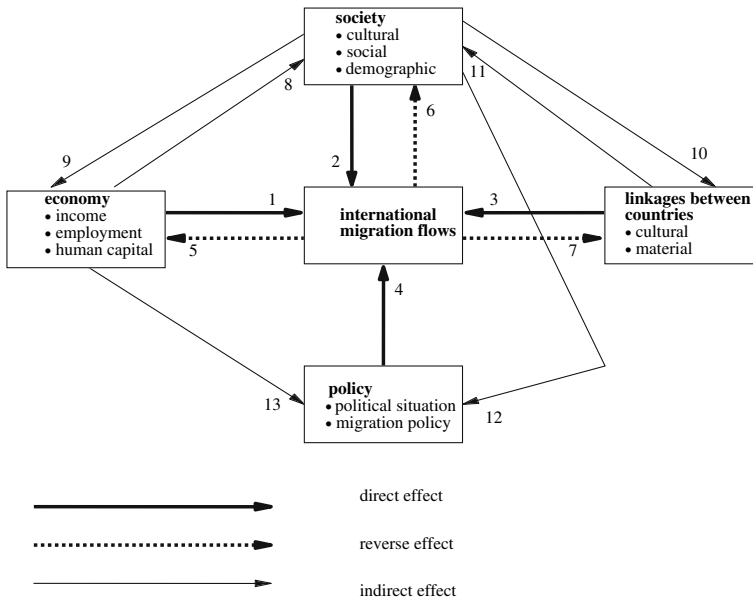 society
• cultural
• social
• demographic
8
11
6
9
2
10
economy
• income
• employment
• human capital
1
5
international
migration flows
3
7
linkages between
countries
• cultural
• material
4
policy
• political situation
• migration policy
13
12
direct effect
reverse effect
indirect effect